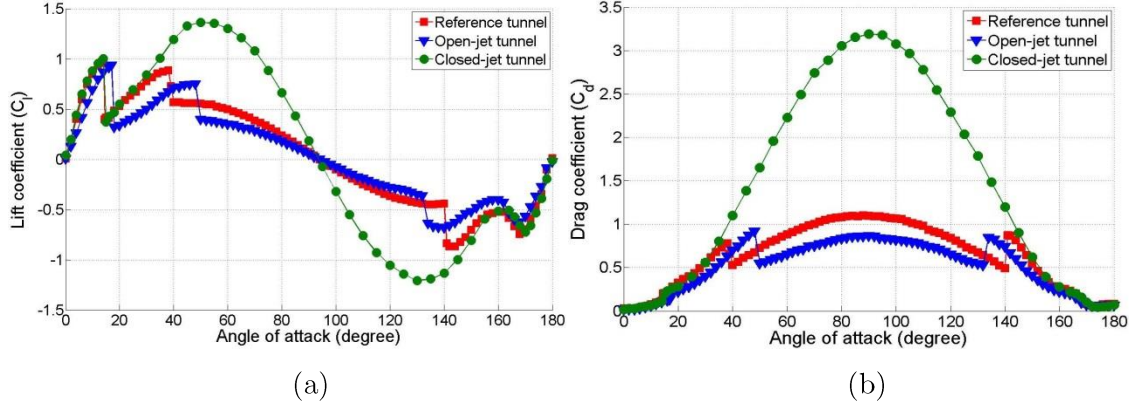 Lift coefficient (C_l)
1.5
1
0.5
0
-0.5
-1
-1.5
0 20 40 60 80 100 120 140 160 180
Angle of attack (degree)
Reference tunnel
Open-jet tunnel
Closed-jet tunnel
(a)
Drag coefficient (C_d)
3.5
3
2.5
2
1.5
1
0.5
0
0 20 40 60 80 100 120 140 160 180
Angle of attack (degree)
Reference tunnel
Open-jet tunnel
Closed-jet tunnel
(b)